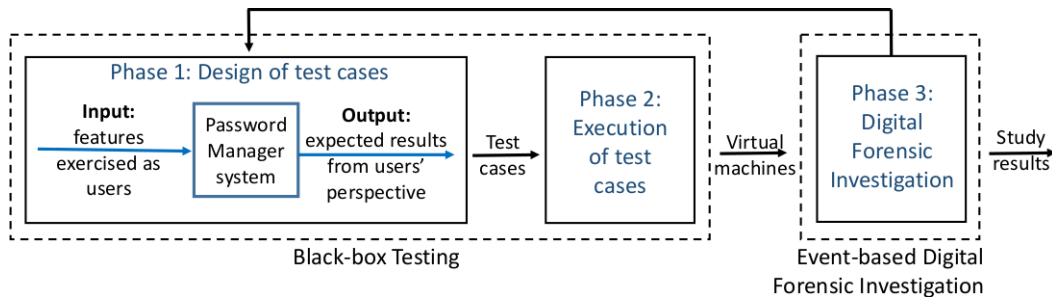 Phase 1: Design of test cases
Input:
features
exercised as
users
Password
Manager
system
Output:
expected results
from users’
perspective
Test
cases
Phase 2:
Execution
of test
cases
Virtual
machines
Phase 3:
Digital
Forensic
Investigation
Study
results
Black-box Testing
Event-based Digital
Forensic Investigation